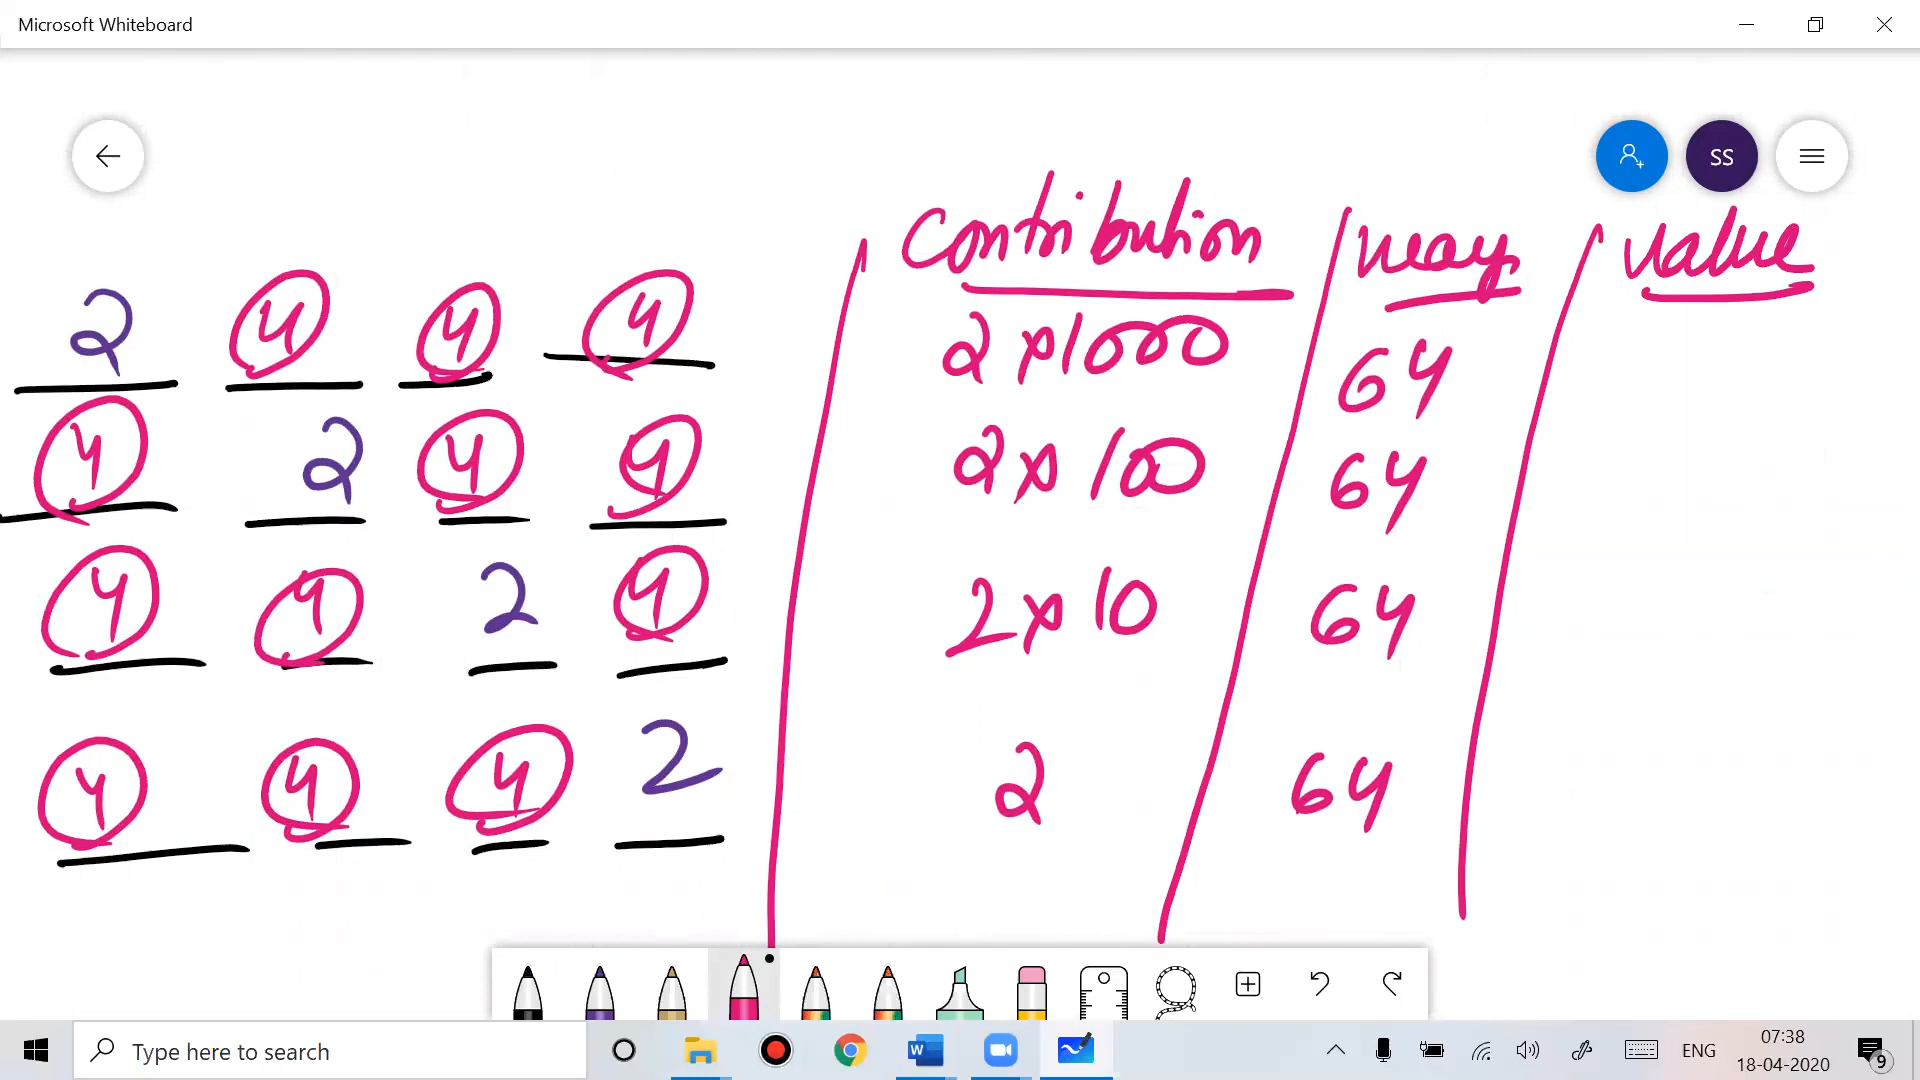 Microsoft Whiteboard
SS
Contribution way value
2 4 4 4 2 x 1000 64
4 2 4 4 2 x 100 64
4 4 2 4 2 x 10 64
4 4 4 2 2 64
Type here to search
ENG
07:38
18-04-2020
9